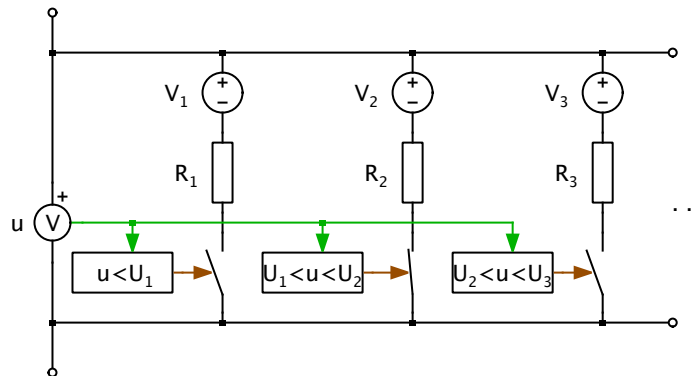 +
−
V₁
+
−
V₂
+
−
V₃
R₁
R₂
R₃
. .
+
u
V
u<U₁
U₁<u<U₂
U₂<u<U₃